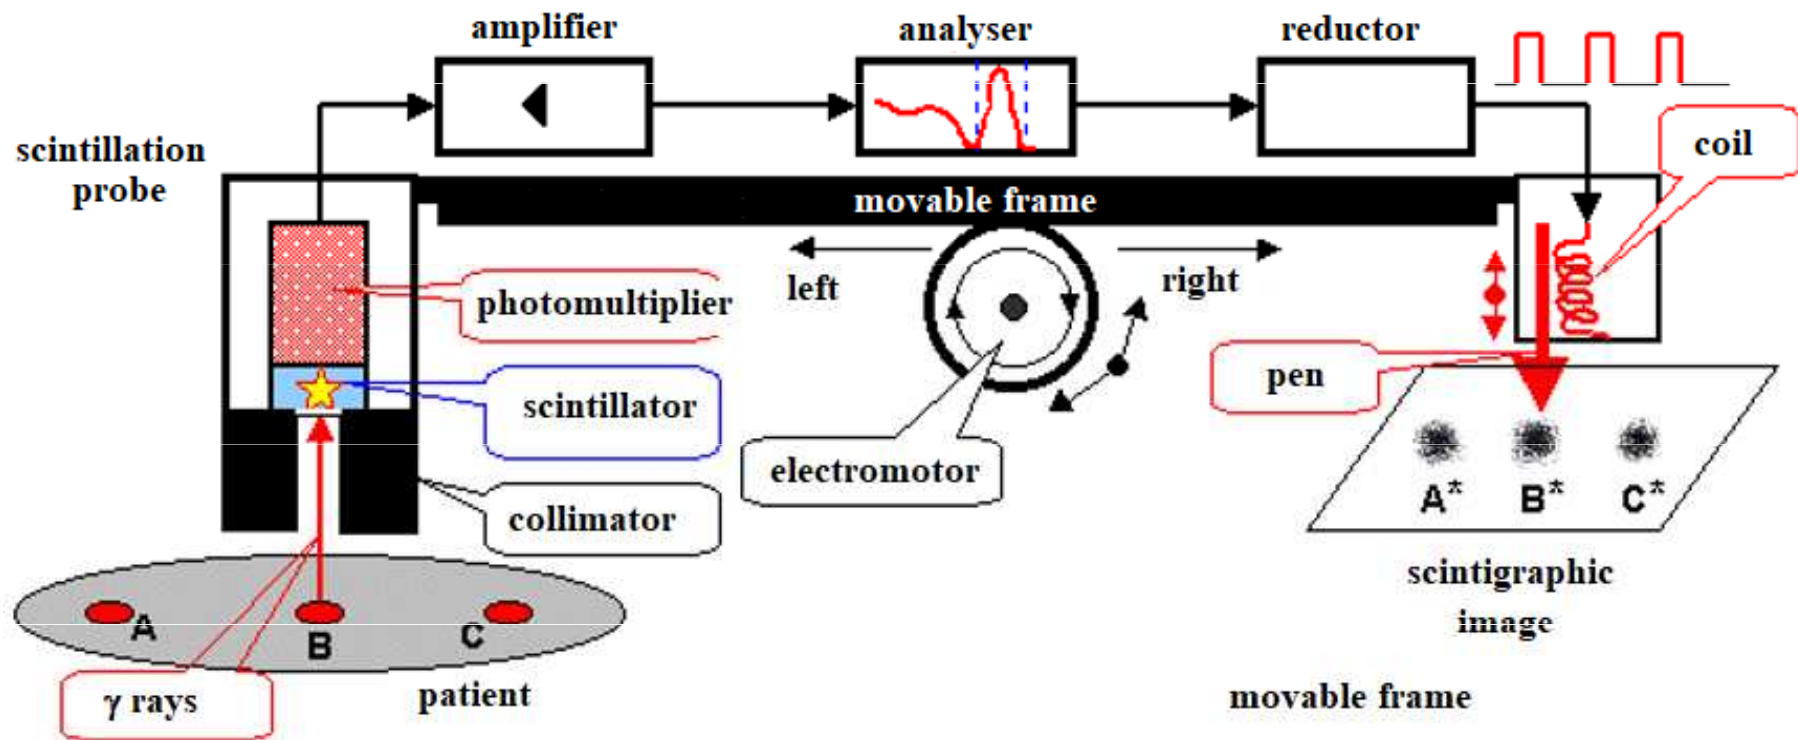 amplifier
analyser
reductor
scintillation
probe
coil
movable frame
left
right
photomultiplier
pen
scintillator
electromotor
collimator
A* B* C*
scintigraphic
image
A B C
γ rays
patient
movable frame